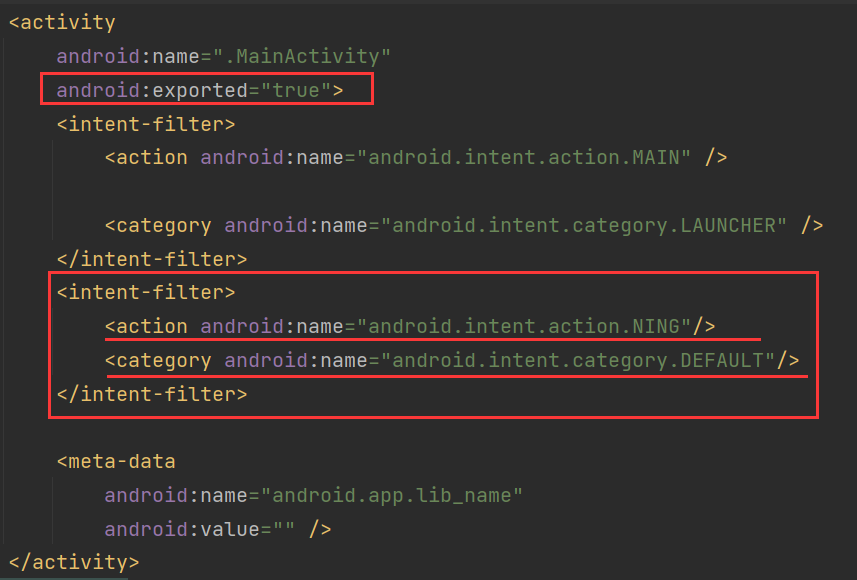 <activity
android:name=".MainActivity"
android:exported="true">
<intent-filter>
<action android:name="android.intent.action.MAIN" />
<category android:name="android.intent.category.LAUNCHER" />
</intent-filter>
<intent-filter>
<action android:name="android.intent.action.NING"/>
<category android:name="android.intent.category.DEFAULT"/>
</intent-filter>
<meta-data
android:name="android.app.lib_name"
android:value="" />
</activity>